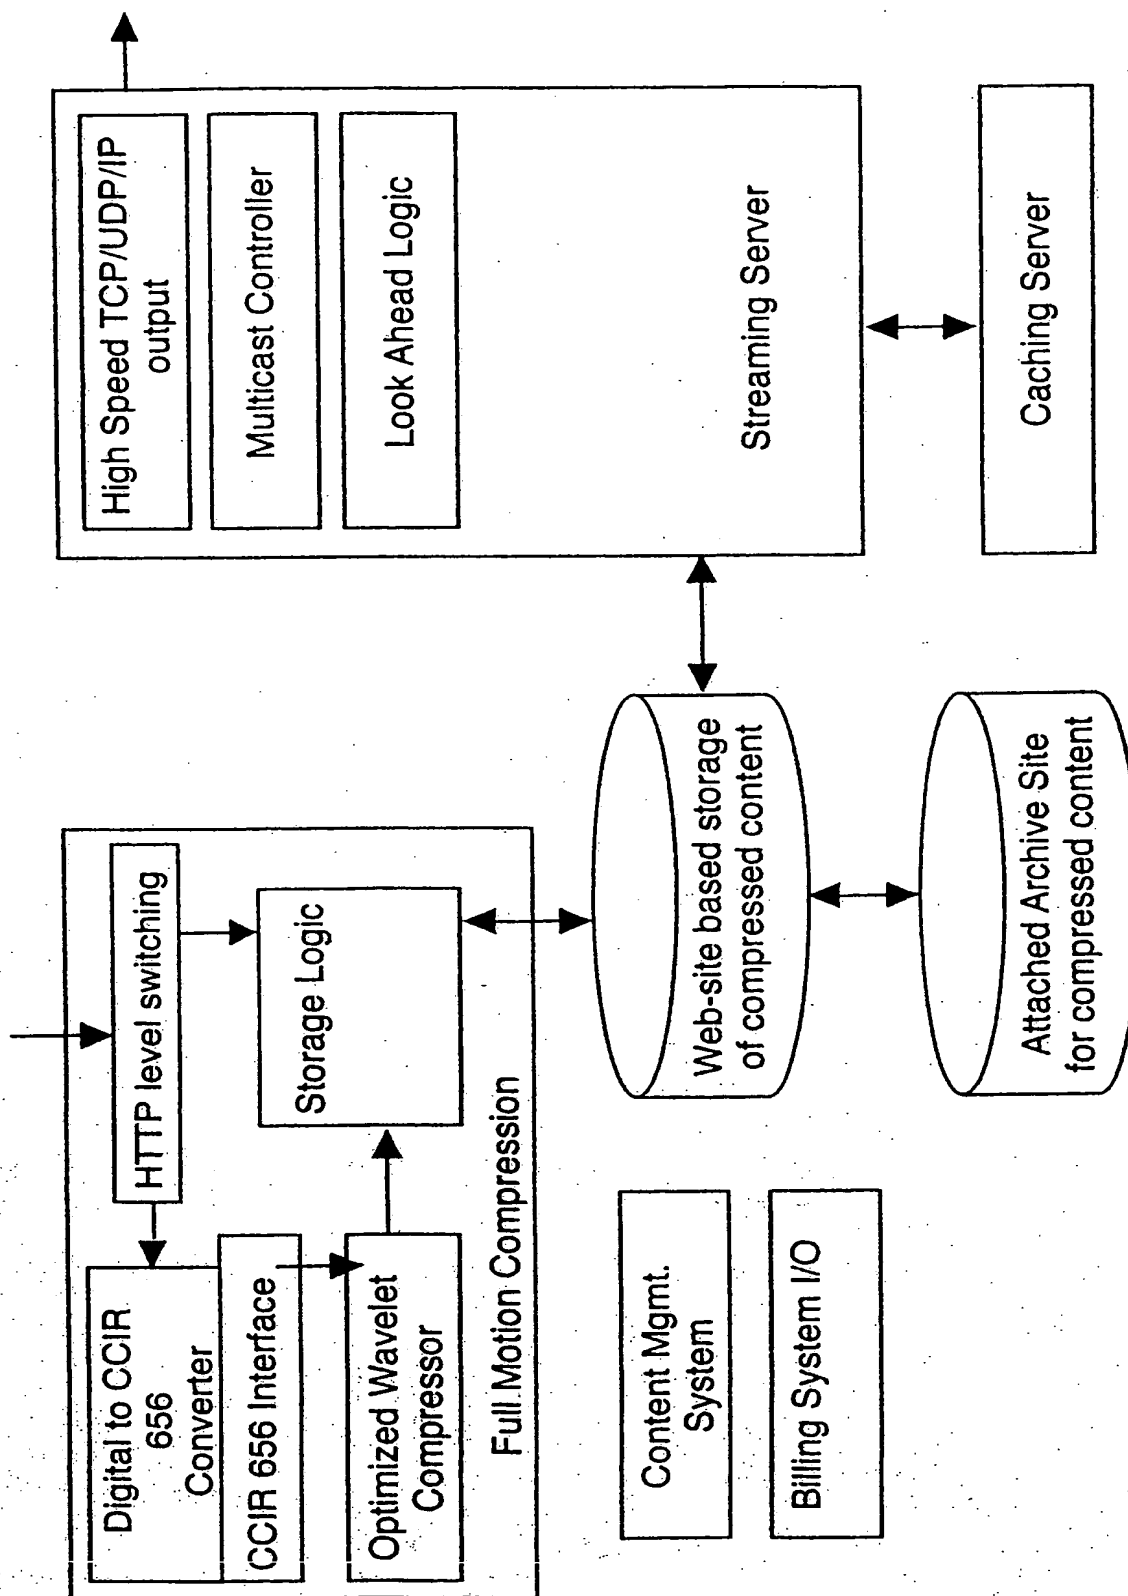 Digital to CCIR
656
Converter
CCIR 656 Interface
Optimized Wavelet
Compressor
HTTP level switching
Storage Logic
Full Motion Compression
Content Mgmt.
System
Billing System I/O
Web-site based storage
of compressed content
Attached Archive Site
for compressed content
High Speed TCP/UDP/IP
output
Multicast Controller
Look Ahead Logic
Streaming Server
Caching Server